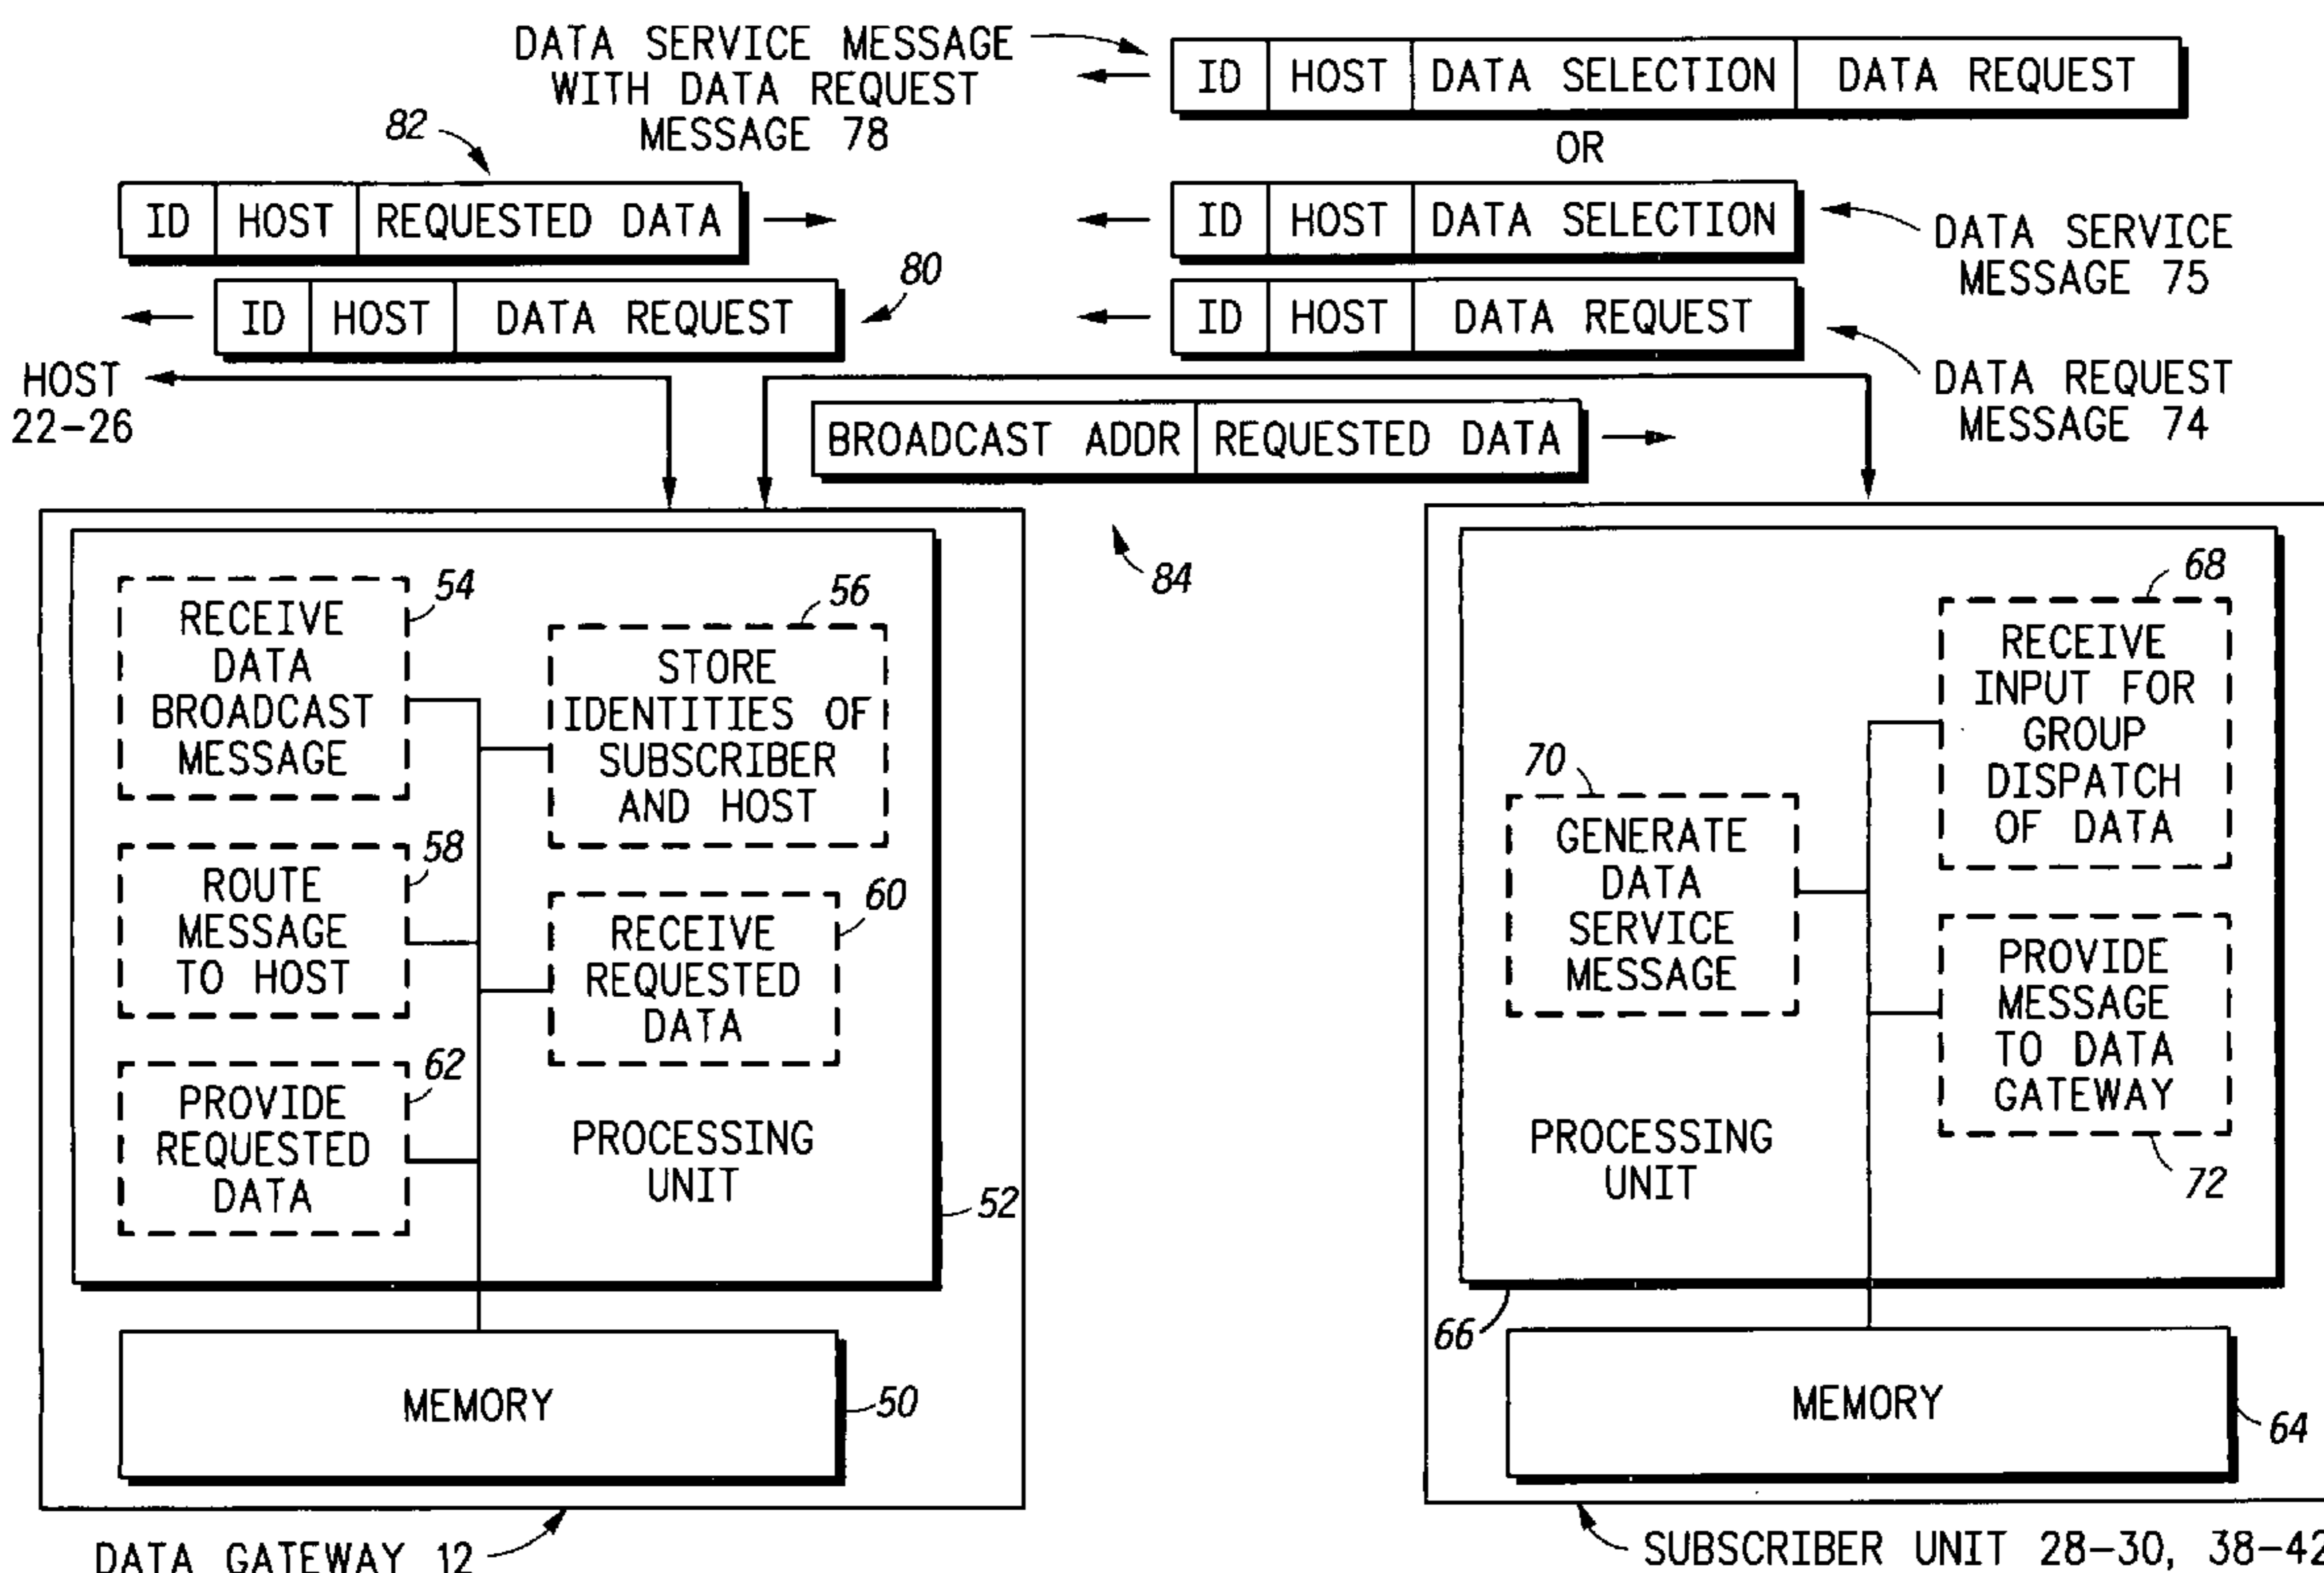 DATA SERVICE MESSAGE
WITH DATA REQUEST
MESSAGE 78
ID HOST DATA SELECTION DATA REQUEST
OR
82
ID HOST REQUESTED DATA
ID HOST DATA SELECTION
DATA SERVICE
MESSAGE 75
80
ID HOST DATA REQUEST
ID HOST DATA REQUEST
DATA REQUEST
MESSAGE 74
HOST
22-26
BROADCAST ADDR REQUESTED DATA
84
54
RECEIVE
DATA
BROADCAST
MESSAGE
56
STORE
IDENTITIES OF
SUBSCRIBER
AND HOST
58
ROUTE
MESSAGE
TO HOST
60
RECEIVE
REQUESTED
DATA
62
PROVIDE
REQUESTED
DATA
PROCESSING
UNIT
52
MEMORY
50
DATA GATEWAY 12
68
RECEIVE
INPUT FOR
GROUP
DISPATCH
OF DATA
70
GENERATE
DATA
SERVICE
MESSAGE
PROVIDE
MESSAGE
TO DATA
GATEWAY
72
PROCESSING
UNIT
66
MEMORY
64
SUBSCRIBER UNIT 28-30, 38-42